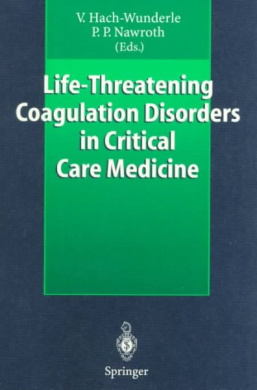 V. Hach-Wunderle
P. P. Nawroth
(Eds.)
Life-Threatening
Coagulation Disorders
in Critical
Care Medicine
Springer